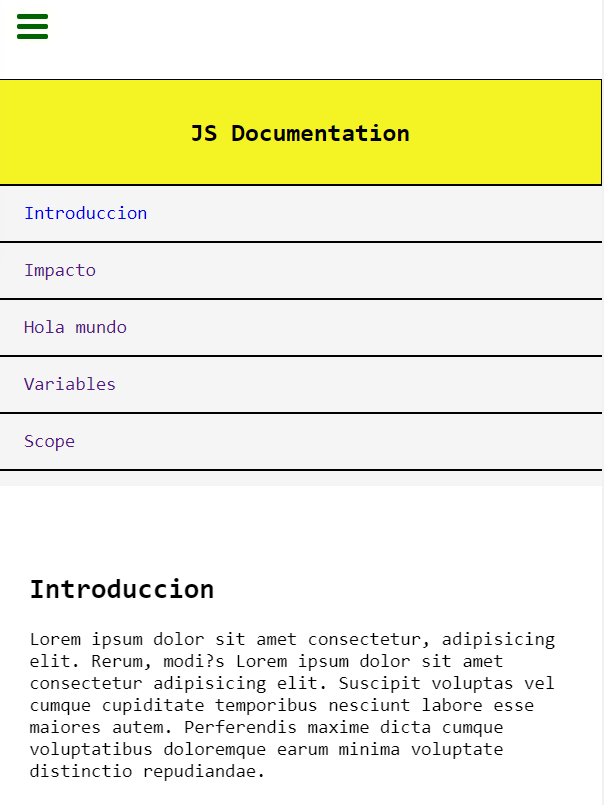 JS Documentation
Introduccion
Impacto
Hola mundo
Variables
Scope
Introduccion
Lorem ipsum dolor sit amet consectetur, adipisicing
elit. Rerum, modi?s Lorem ipsum dolor sit amet
consectetur adipisicing elit. Suscipit voluptas vel
cumque cupiditate temporibus nesciunt labore esse
maiores autem. Perferendis maxime dicta cumque
voluptatibus doloremque earum minima voluptate
distinctio repudiandae.